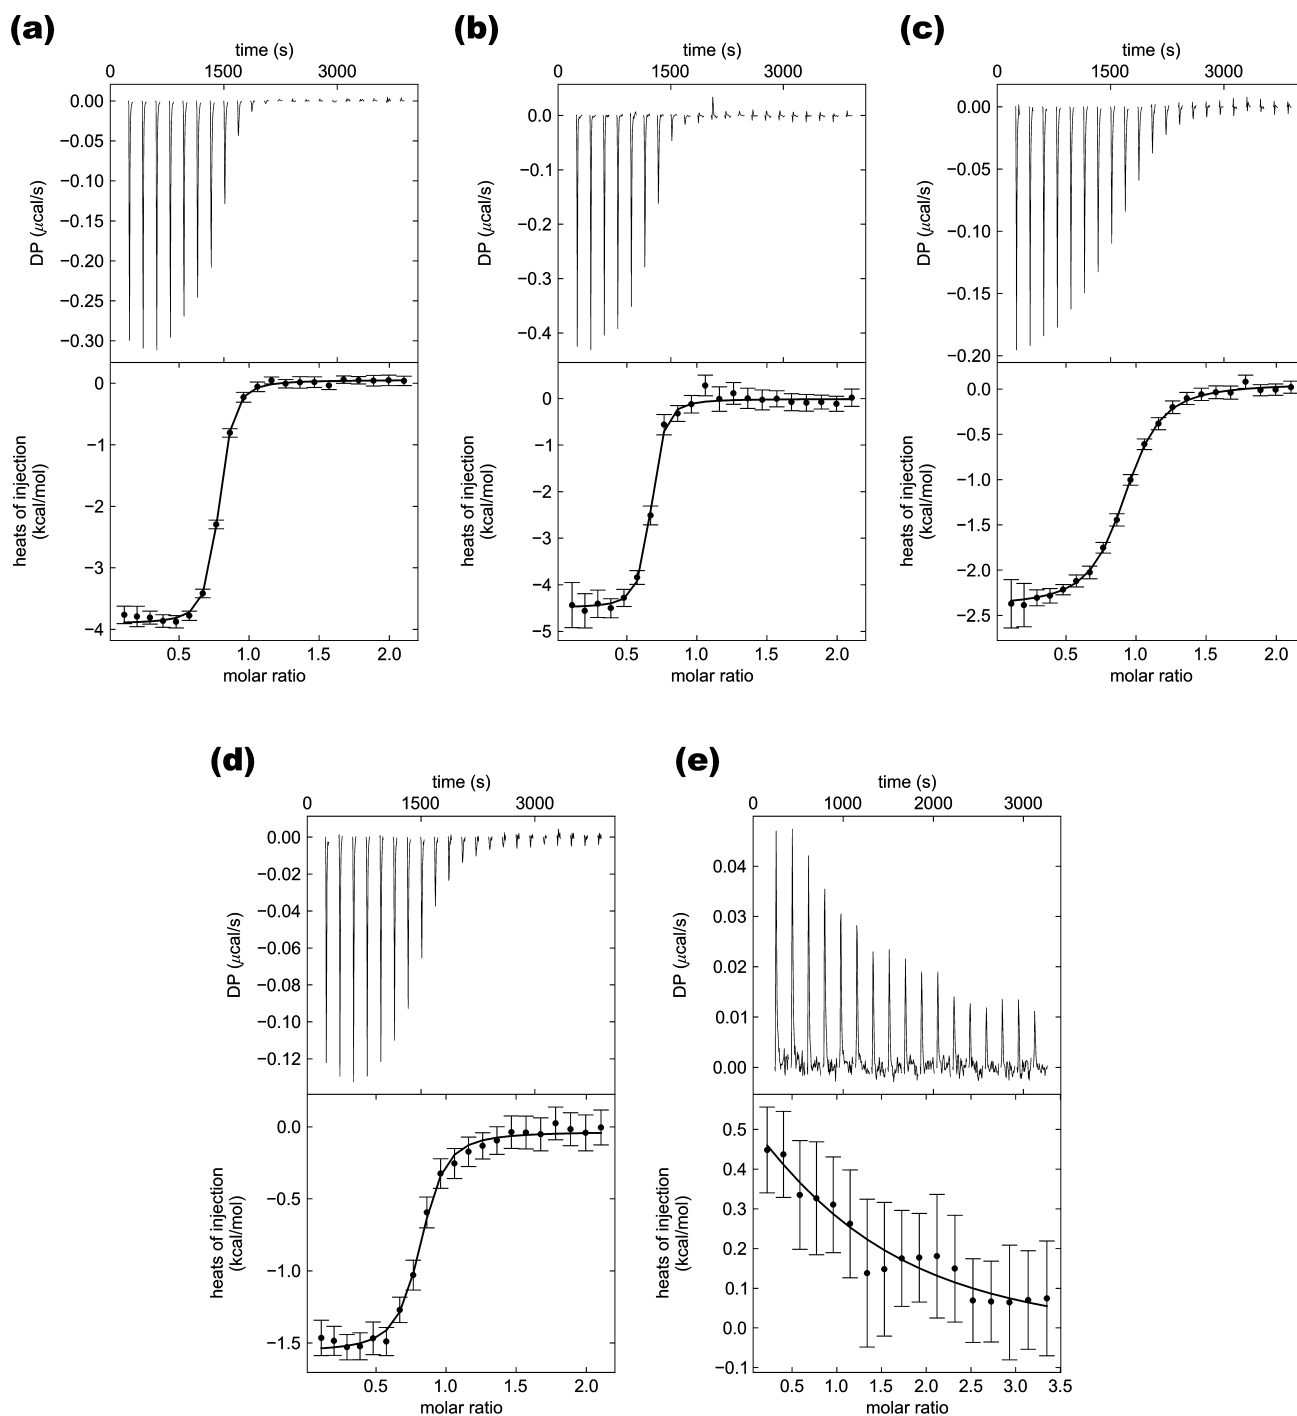 (a)
time (s)
0 1500 3000
0.00
−0.05
−0.10
−0.15
−0.20
−0.25
−0.30
DP (μcal/s)
0
−1
−2
−3
−4
heats of injection
(kcal/mol)
0.5 1.0 1.5 2.0
molar ratio
(b)
time (s)
0 1500 3000
0.0
−0.1
−0.2
−0.3
−0.4
DP (μcal/s)
0
−1
−2
−3
−4
−5
heats of injection
(kcal/mol)
0.5 1.0 1.5 2.0
molar ratio
(c)
time (s)
0 1500 3000
0.00
−0.05
−0.10
−0.15
−0.20
DP (μcal/s)
0.0
−0.5
−1.0
−1.5
−2.0
−2.5
heats of injection
(kcal/mol)
0.5 1.0 1.5 2.0
molar ratio
(d)
time (s)
0 1500 3000
0.00
−0.02
−0.04
−0.06
−0.08
−0.10
−0.12
DP (μcal/s)
0.0
−0.5
−1.0
−1.5
heats of injection
(kcal/mol)
0.5 1.0 1.5 2.0
molar ratio
(e)
time (s)
0 1000 2000 3000
0.04
0.03
0.02
0.01
0.00
DP (μcal/s)
0.5
0.4
0.3
0.2
0.1
0.0
−0.1
heats of injection
(kcal/mol)
0.5 1.0 1.5 2.0 2.5 3.0 3.5
molar ratio